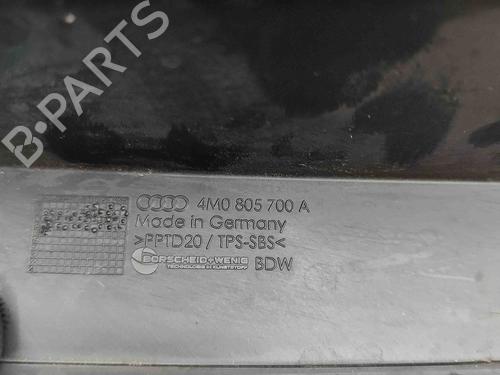 B-PARTS
4M0 805 700 A
Made in Germany
>PPTD20 / TPS-SBS<
BORSCHEID+WENIG
TECHNOLOGIE IN KUNSTSTOFF
BDW